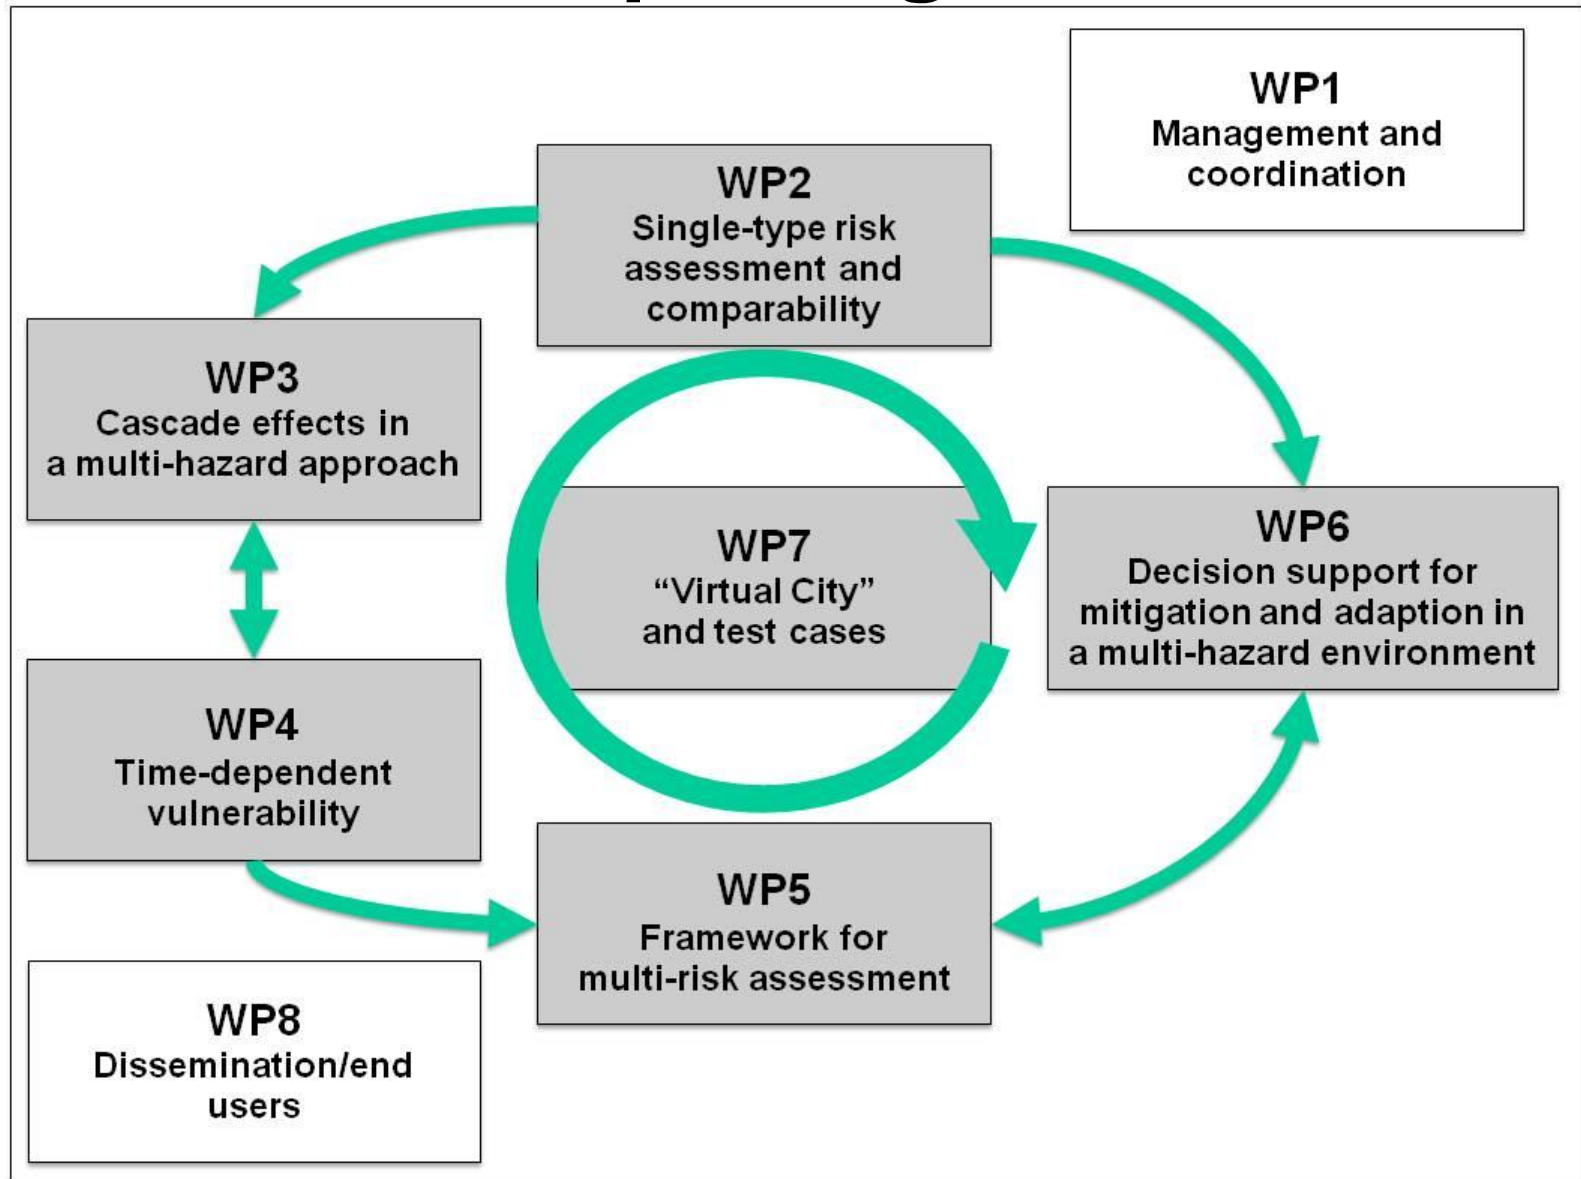 WP1
Management and
coordination
WP2
Single-type risk
assessment and
comparability
WP3
Cascade effects in
a multi-hazard approach
WP7
“Virtual City”
and test cases
WP6
Decision support for
mitigation and adaption in
a multi-hazard environment
WP4
Time-dependent
vulnerability
WP5
Framework for
multi-risk assessment
WP8
Dissemination/end
users